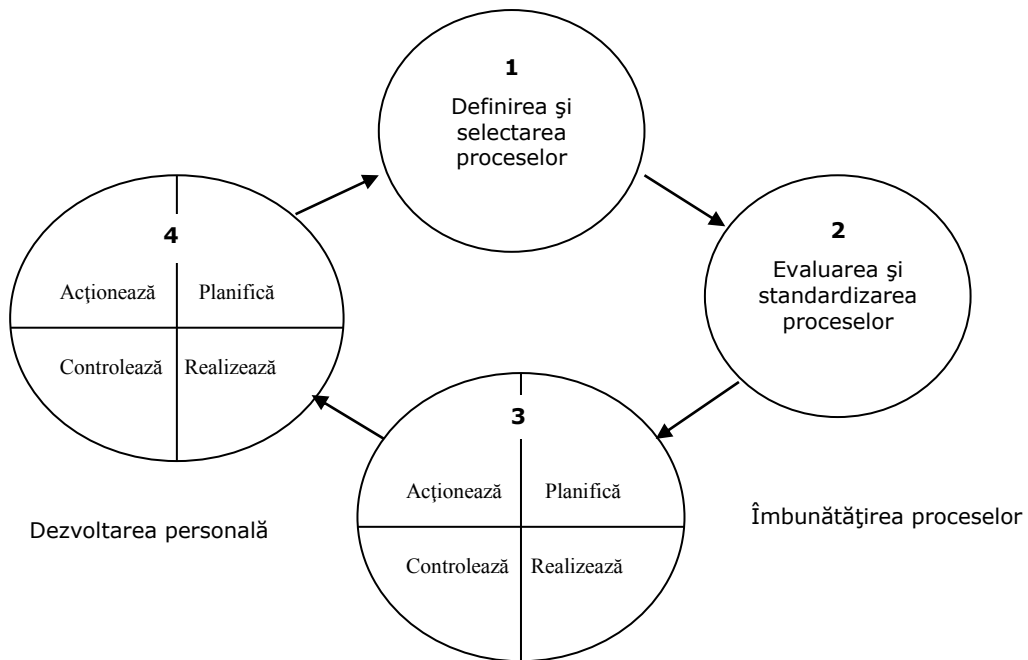 1
Definirea şi
selectarea
proceselor
2
Evaluarea şi
standardizarea
proceselor
4
Acţionează Planifică
Controlează Realizează
3
Acţionează Planifică
Controlează Realizează
Dezvoltarea personală
Îmbunătăţirea proceselor